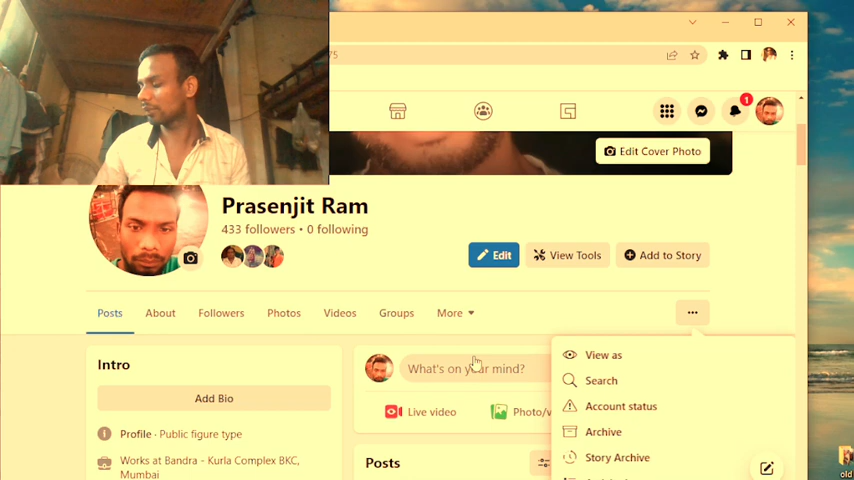 75
1
Edit Cover Photo
Prasenjit Ram
433 followers • 0 following
Edit
View Tools
Add to Story
Posts
About
Followers
Photos
Videos
Groups
More
Intro
What's on your mind?
View as
Search
Add Bio
Account status
Live video
Photo/v
Archive
Profile · Public figure type
Story Archive
Works at Bandra - Kurla Complex BKC,
Mumbai
Posts
old